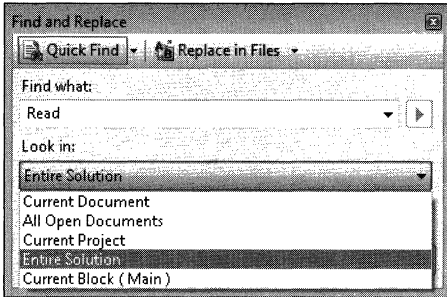 Find and Replace
Quick Find Replace in Files
Find what:
Read
Look in:
Entire Solution
Current Document
All Open Documents
Current Project
Entire Solution
Current Block ( Main )